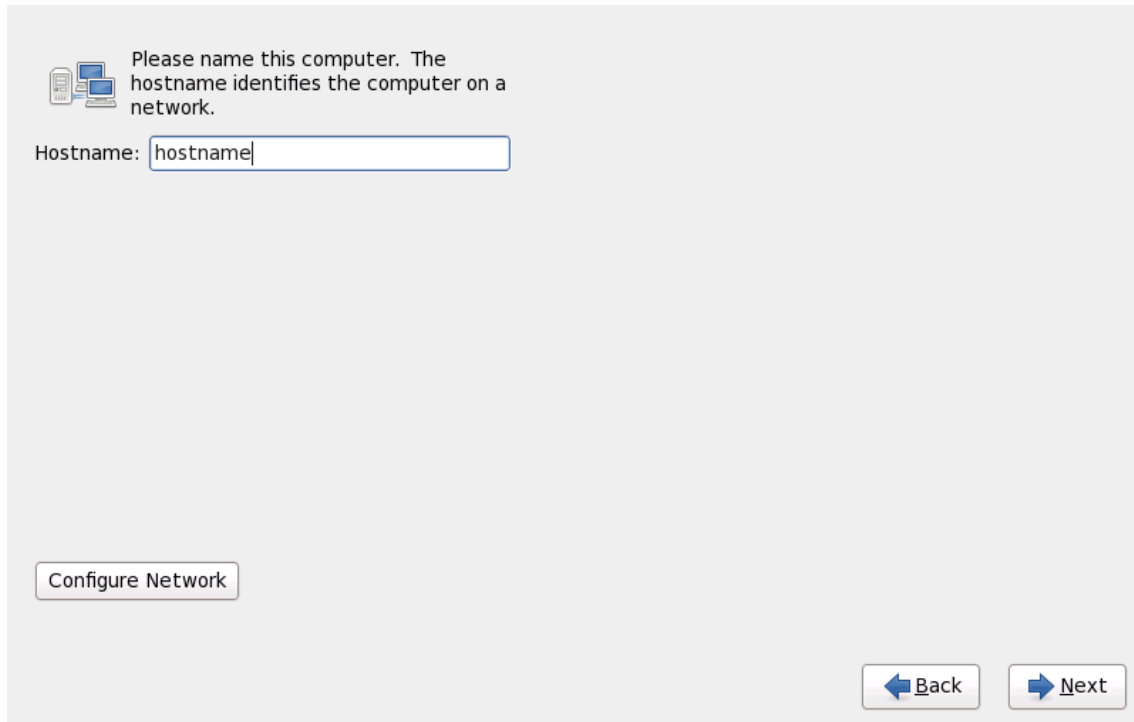 Please name this computer.  The
hostname identifies the computer on a
network.
Hostname: hostname
Configure Network
Back Next